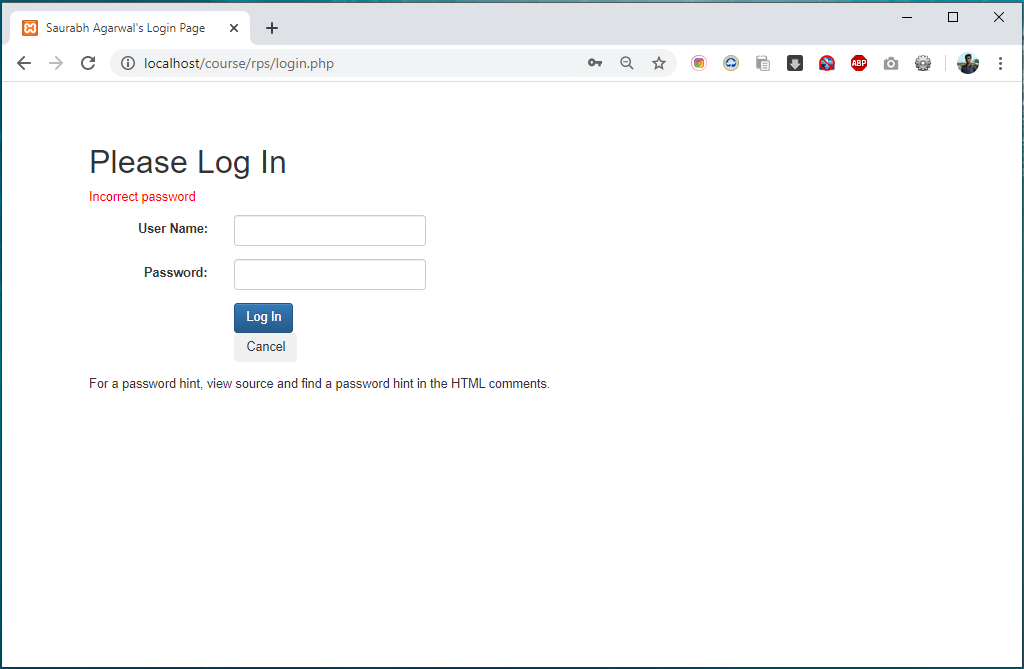 Saurabh Agarwal's Login Page
localhost/course/rps/login.php
ABP
Please Log In
Incorrect password
User Name:
Password:
Log In
Cancel
For a password hint, view source and find a password hint in the HTML comments.